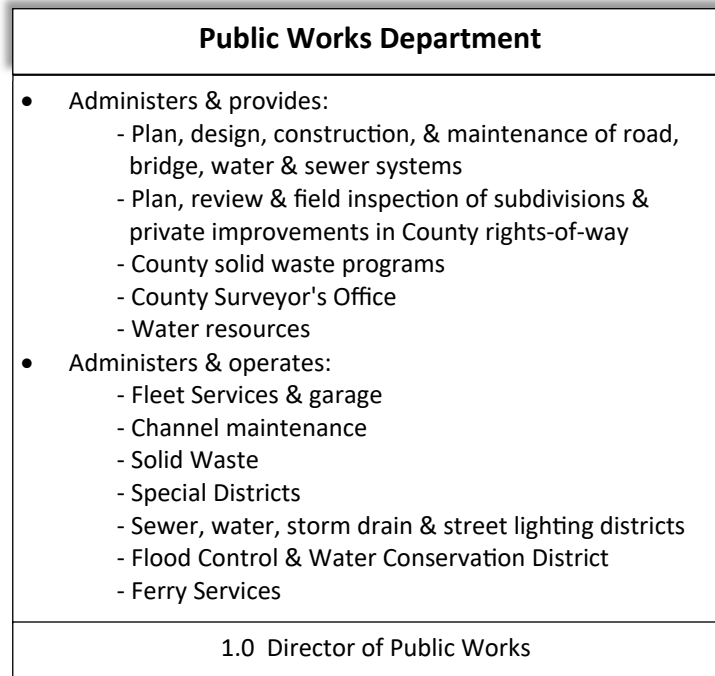 Public Works Department
• Administers & provides:
- Plan, design, construction, & maintenance of road,
bridge, water & sewer systems
- Plan, review & field inspection of subdivisions &
private improvements in County rights-of-way
- County solid waste programs
- County Surveyor's Office
- Water resources
• Administers & operates:
- Fleet Services & garage
- Channel maintenance
- Solid Waste
- Special Districts
- Sewer, water, storm drain & street lighting districts
- Flood Control & Water Conservation District
- Ferry Services
1.0 Director of Public Works